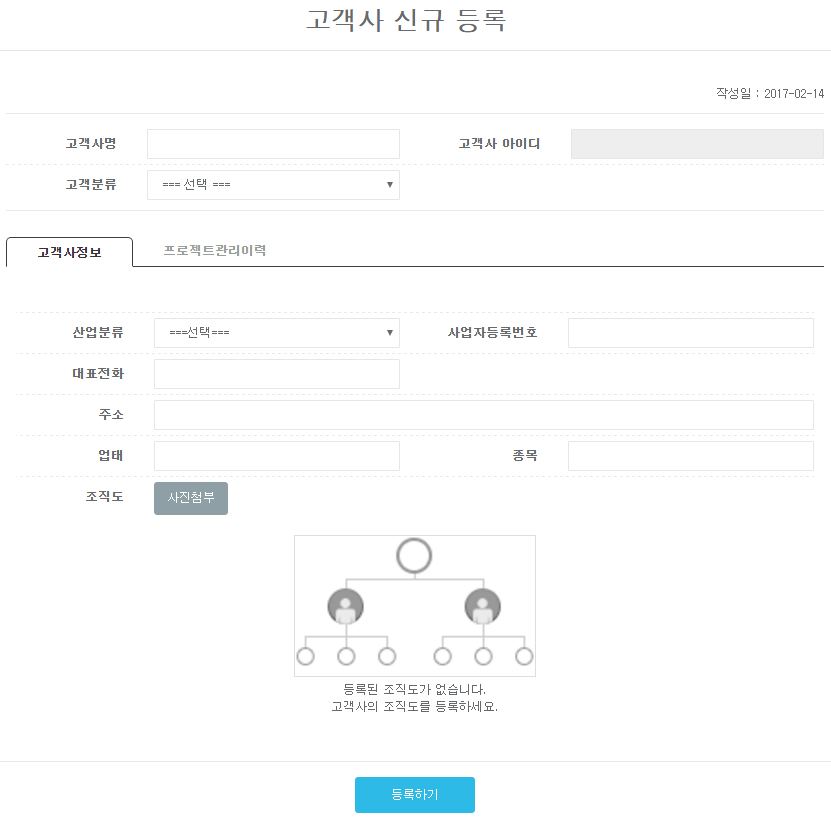 고객사 신규 등록
작성일 : 2017-02-14
고객사명
고객사 아이디
고객분류
=== 선택 ===
고객사정보
프로젝트관리이력
산업분류
===선택===
사업자등록번호
대표전화
주소
업태
종목
조직도
사진첨부
등록된 조직도가 없습니다.
고객사의 조직도를 등록하세요.
등록하기